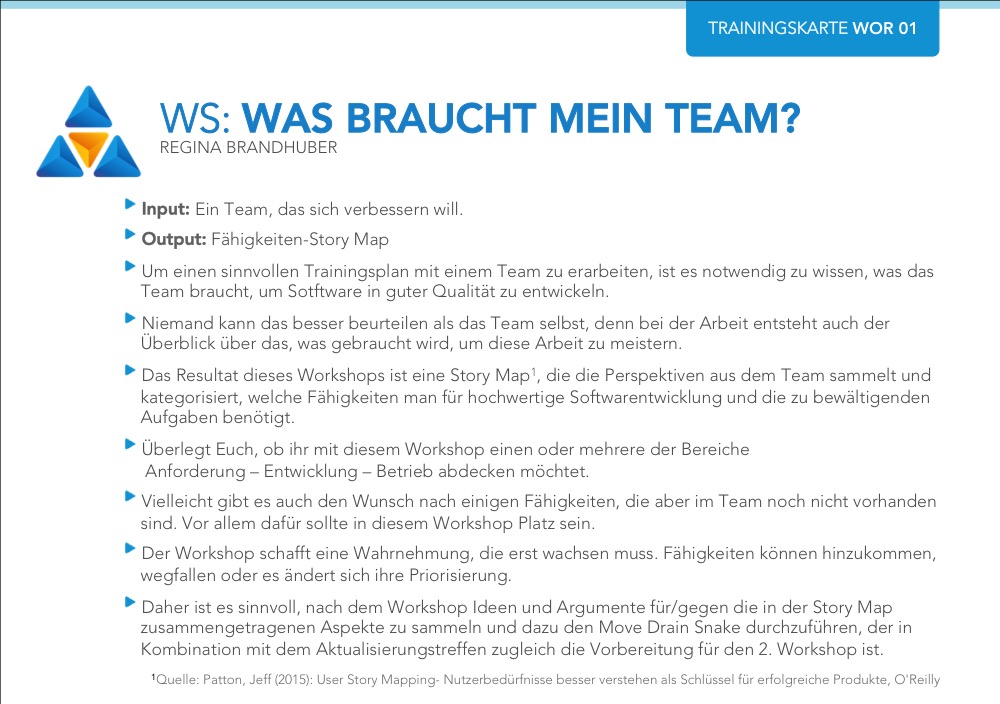 TRAININGSKARTE WOR 01
WS: WAS BRAUCHT MEIN TEAM?
REGINA BRANDHUBER
Input: Ein Team, das sich verbessern will.
Output: Fähigkeiten-Story Map
Um einen sinnvollen Trainingsplan mit einem Team zu erarbeiten, ist es notwendig zu wissen, was das
Team braucht, um Sotftware in guter Qualität zu entwickeln.
Niemand kann das besser beurteilen als das Team selbst, denn bei der Arbeit entsteht auch der
Überblick über das, was gebraucht wird, um diese Arbeit zu meistern.
Das Resultat dieses Workshops ist eine Story Map¹, die die Perspektiven aus dem Team sammelt und
kategorisiert, welche Fähigkeiten man für hochwertige Softwarentwicklung und die zu bewältigenden
Aufgaben benötigt.
Überlegt Euch, ob ihr mit diesem Workshop einen oder mehrere der Bereiche
Anforderung – Entwicklung – Betrieb abdecken möchtet.
Vielleicht gibt es auch den Wunsch nach einigen Fähigkeiten, die aber im Team noch nicht vorhanden
sind. Vor allem dafür sollte in diesem Workshop Platz sein.
Der Workshop schafft eine Wahrnehmung, die erst wachsen muss. Fähigkeiten können hinzukommen,
wegfallen oder es ändert sich ihre Priorisierung.
Daher ist es sinnvoll, nach dem Workshop Ideen und Argumente für/gegen die in der Story Map
zusammengetragenen Aspekte zu sammeln und dazu den Move Drain Snake durchzuführen, der in
Kombination mit dem Aktualisierungstreffen zugleich die Vorbereitung für den 2. Workshop ist.
¹Quelle: Patton, Jeff (2015): User Story Mapping- Nutzerbedürfnisse besser verstehen als Schlüssel für erfolgreiche Produkte, O'Reilly